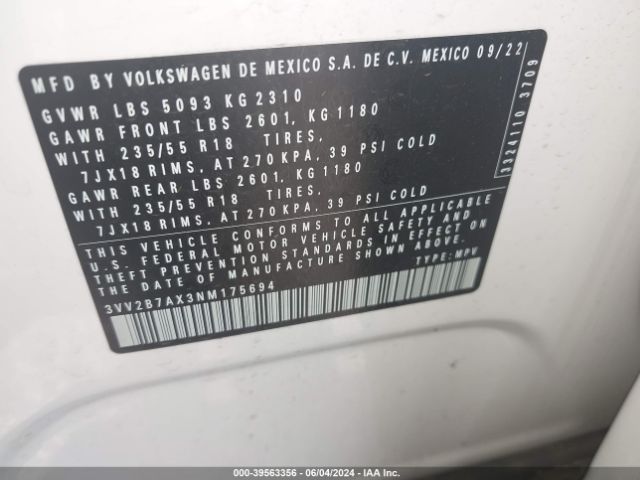 MFD BY VOLKSWAGEN DE MEXICO S.A. DE C.V. MEXICO 09/22
GVWR LBS 5093 KG 2310
GAWR FRONT LBS 2601, KG 1180
WITH 235/55 R18 TIRES,
7JX18 RIMS, AT 270 KPA, 39 PSI COLD
GAWR REAR LBS 2601, KG 1180
WITH 235/55 R18 TIRES,
7JX18 RIMS, AT 270 KPA, 39 PSI COLD
THIS VEHICLE CONFORMS TO ALL APPLICABLE
U.S. FEDERAL MOTOR VEHICLE SAFETY AND
THEFT PREVENTION STANDARDS IN EFFECT ON
THE DATE OF MANUFACTURE SHOWN ABOVE.
3VV2B7AX3NM175694 TYPE: MPV
3324110 3709
000-39563356 - 06/04/2024 - IAA Inc.